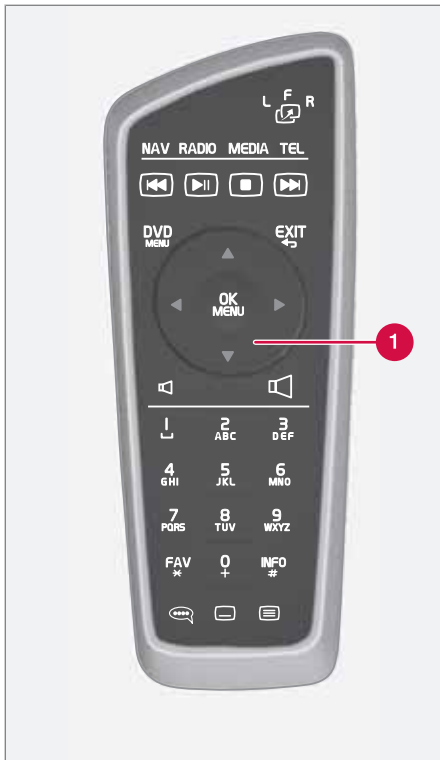 L F R
NAV RADIO MEDIA TEL
DVD EXIT
MENU
OK
MENU
1
1 2 3
ABC DEF
4 5 6
GHI JKL MNO
7 8 9
PQRS TUV WXYZ
FAV 0 INFO
* + #